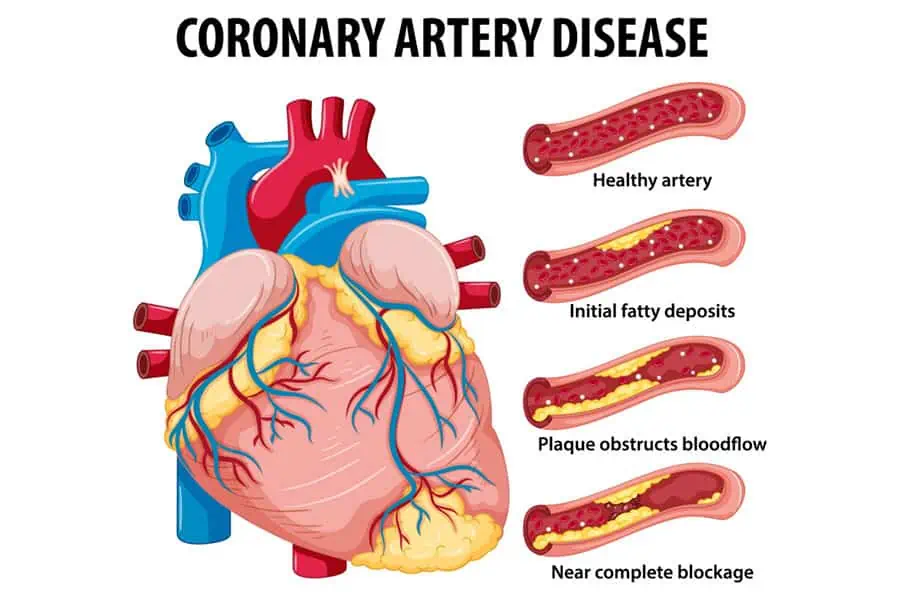 CORONARY ARTERY DISEASE
Healthy artery
Initial fatty deposits
Plaque obstructs bloodflow
Near complete blockage